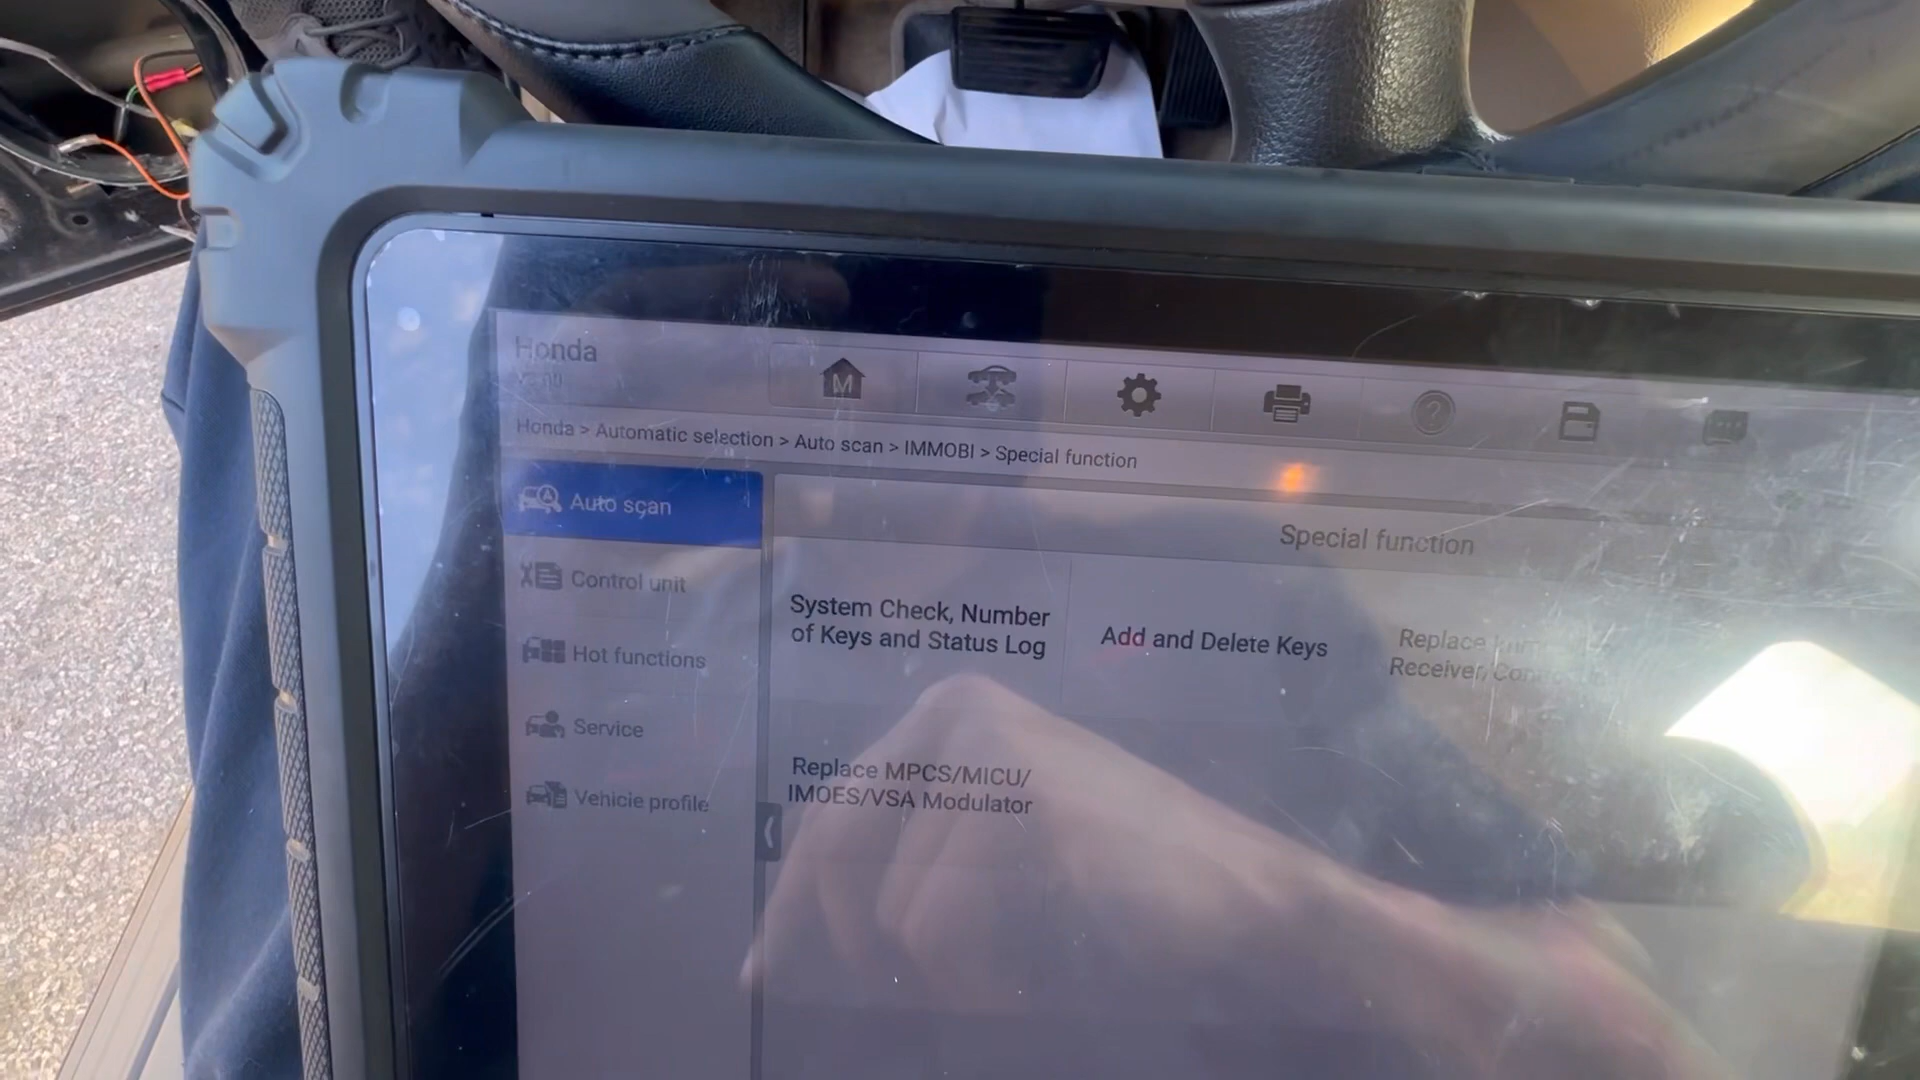 Honda
M
Honda > Automatic selection > Auto scan > IMMOBI > Special function
Auto scan
Control unit
Hot functions
Service
Vehicle profile
Special function
System Check, Number
of Keys and Status Log
Add and Delete Keys
Replace
Receiver/
Replace MPCS/MICU/
IMOES/VSA Modulator